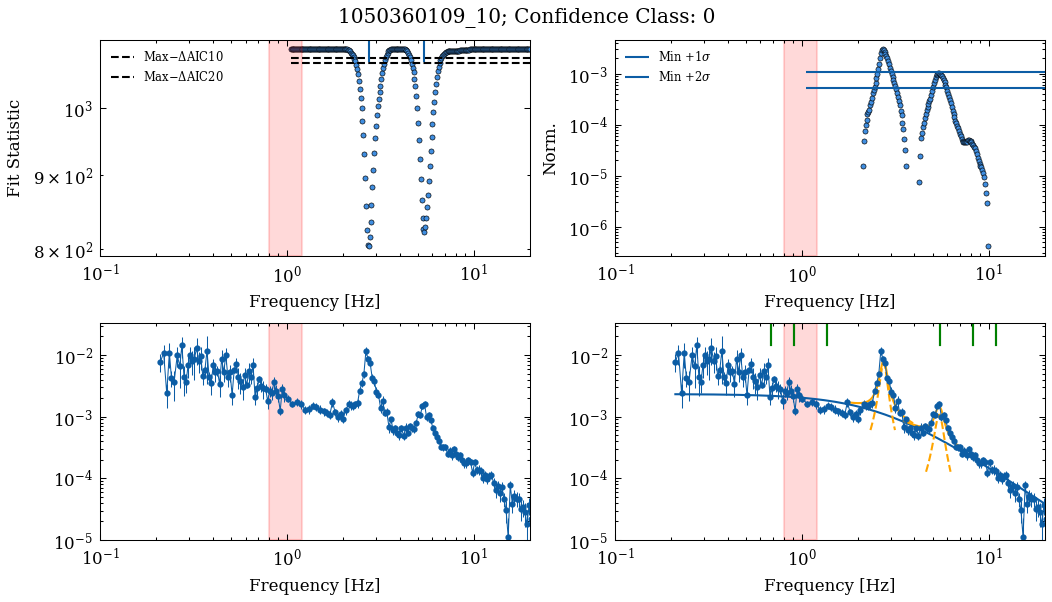 1050360109_10; Confidence Class: 0
Max−ΔAIC10
Max−ΔAIC20
Fit Statistic
10³
9 × 10²
8 × 10²
10⁻¹ 10⁰ 10¹
Frequency [Hz]
Min +1σ
Min +2σ
Norm.
10⁻³
10⁻⁴
10⁻⁵
10⁻⁶
10⁻¹ 10⁰ 10¹
Frequency [Hz]
10⁻²
10⁻³
10⁻⁴
10⁻⁵
10⁻¹ 10⁰ 10¹
Frequency [Hz]
10⁻²
10⁻³
10⁻⁴
10⁻⁵
10⁻¹ 10⁰ 10¹
Frequency [Hz]